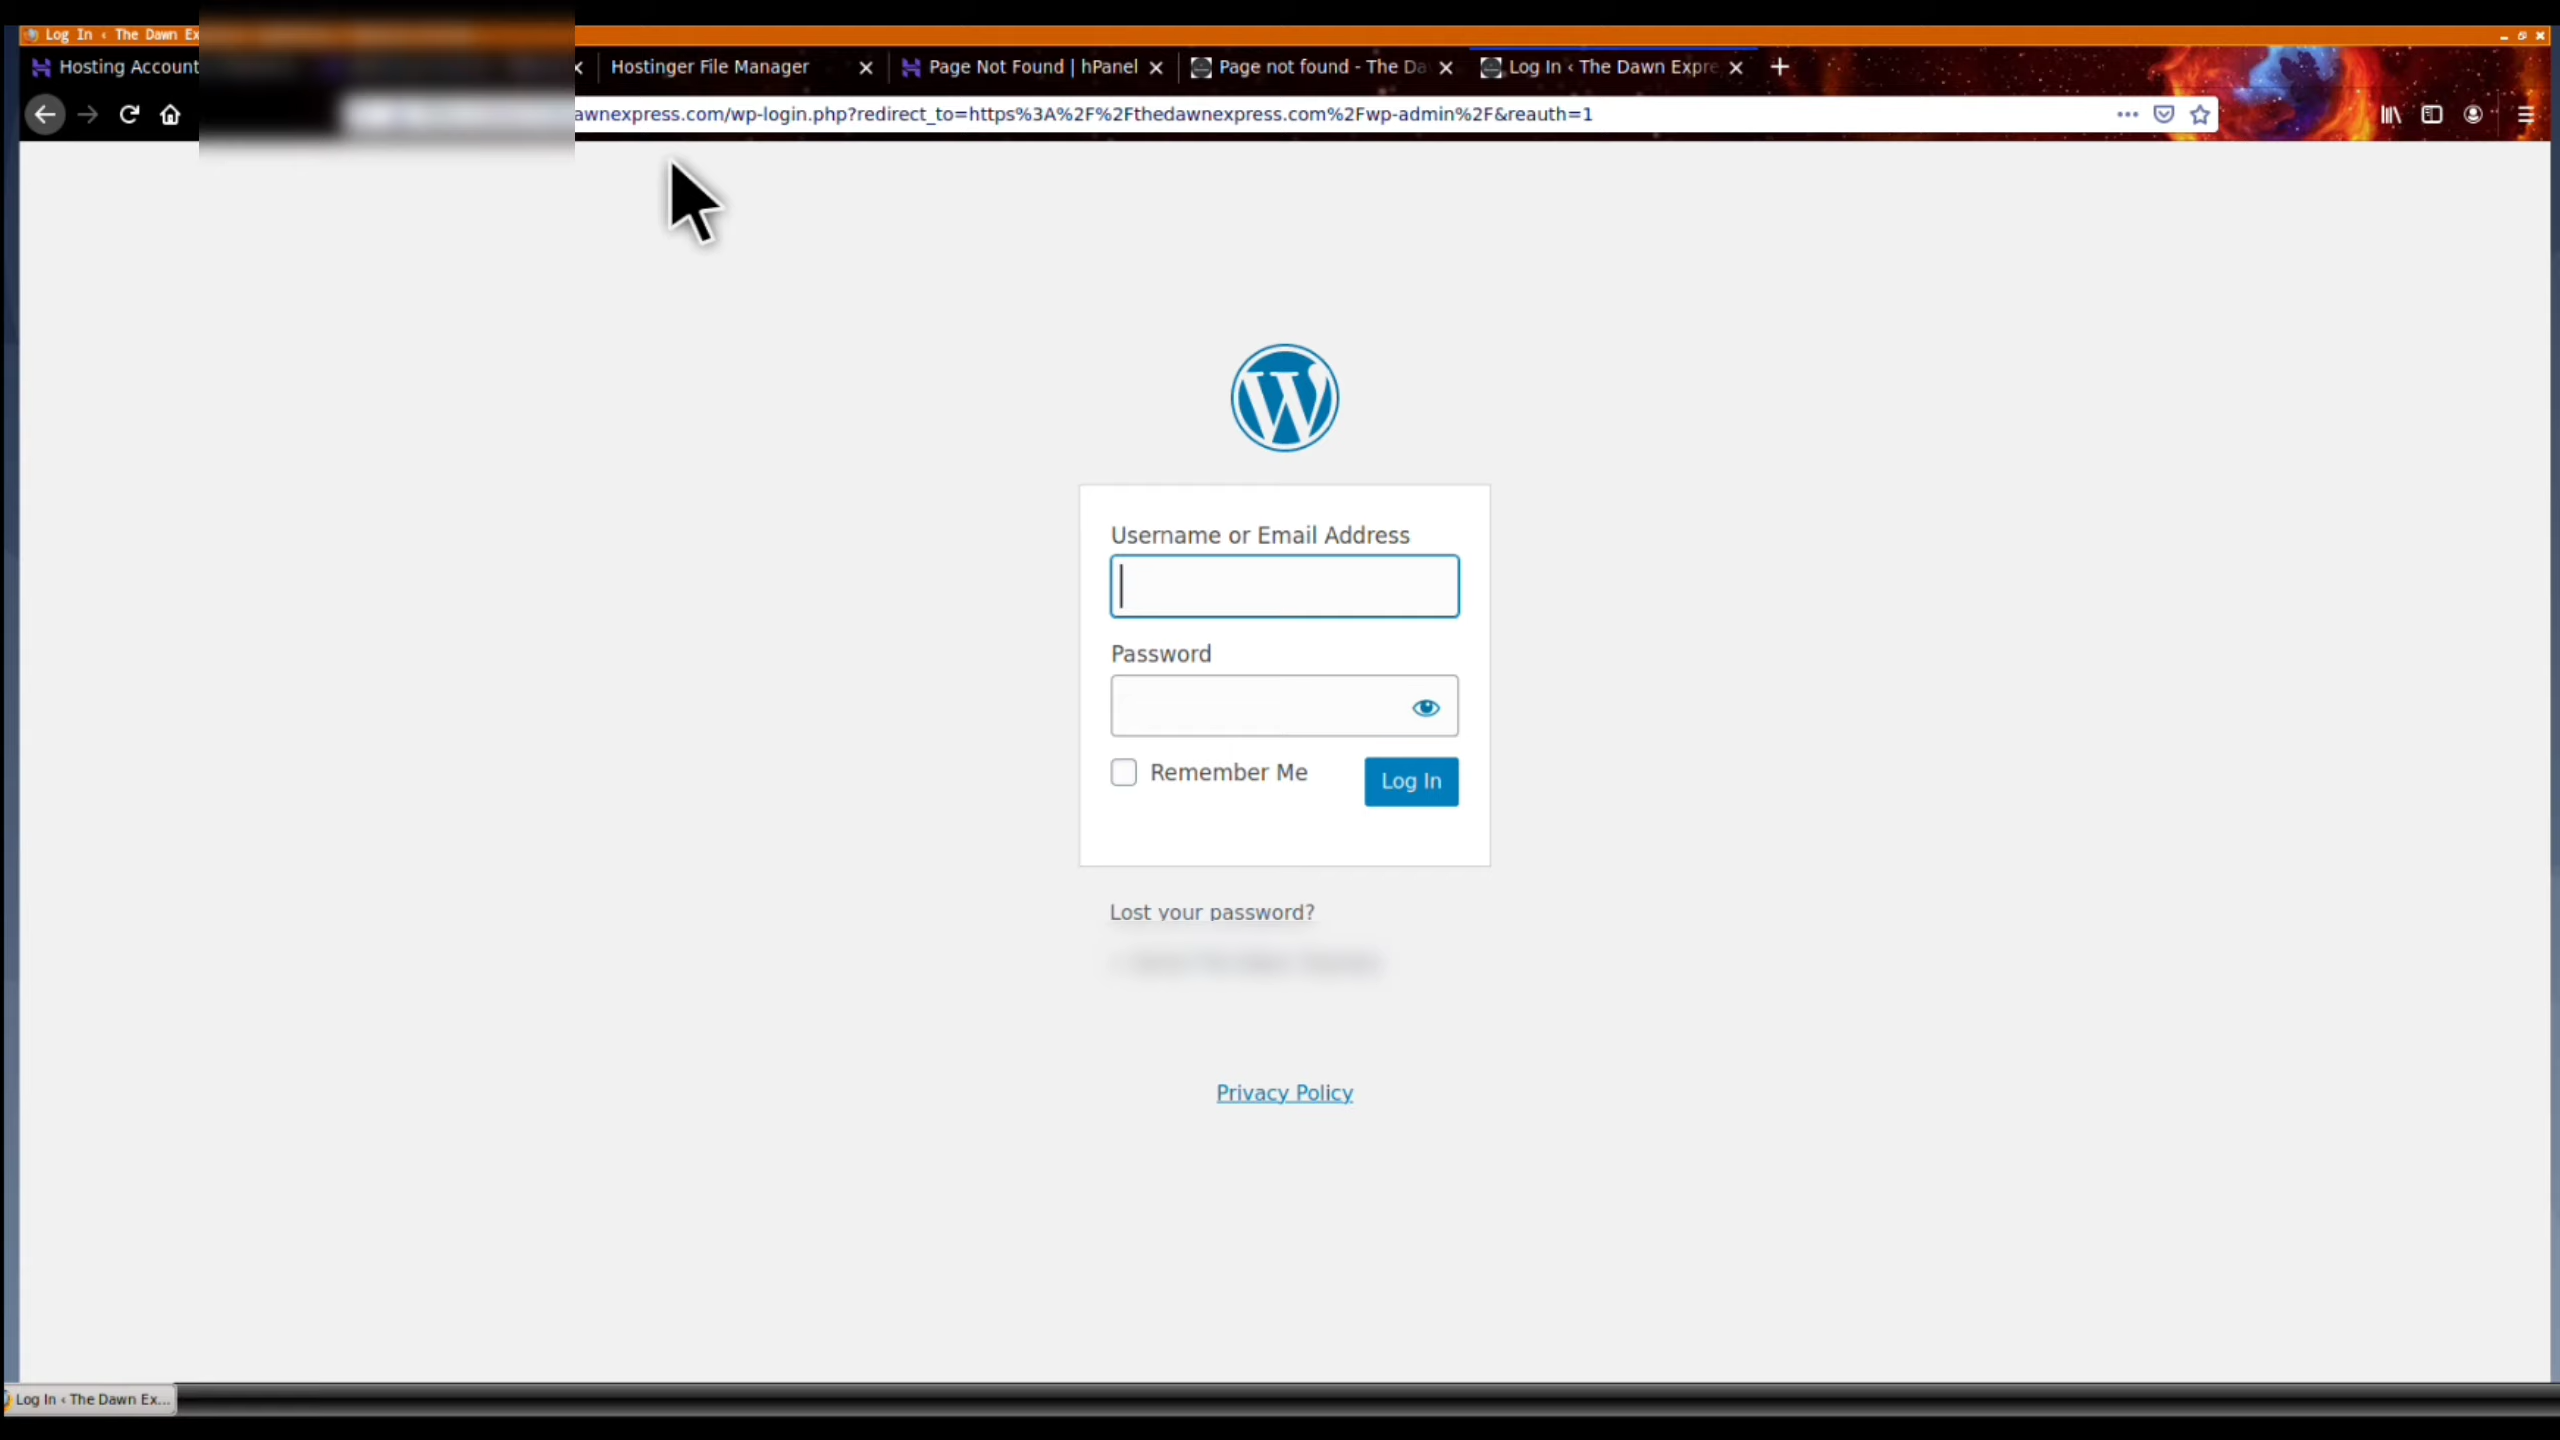 Log In ‹ The Dawn Ex
Hosting Account
Hostinger File Manager
Page Not Found | hPanel
Page not found - The Da
Log In ‹ The Dawn Expre
awnexpress.com/wp-login.php?redirect_to=https%3A%2F%2Fthedawnexpress.com%2Fwp-admin%2F&reauth=1
Username or Email Address
Password
Remember Me
Log In
Lost your password?
Privacy Policy
Log In ‹ The Dawn Ex...